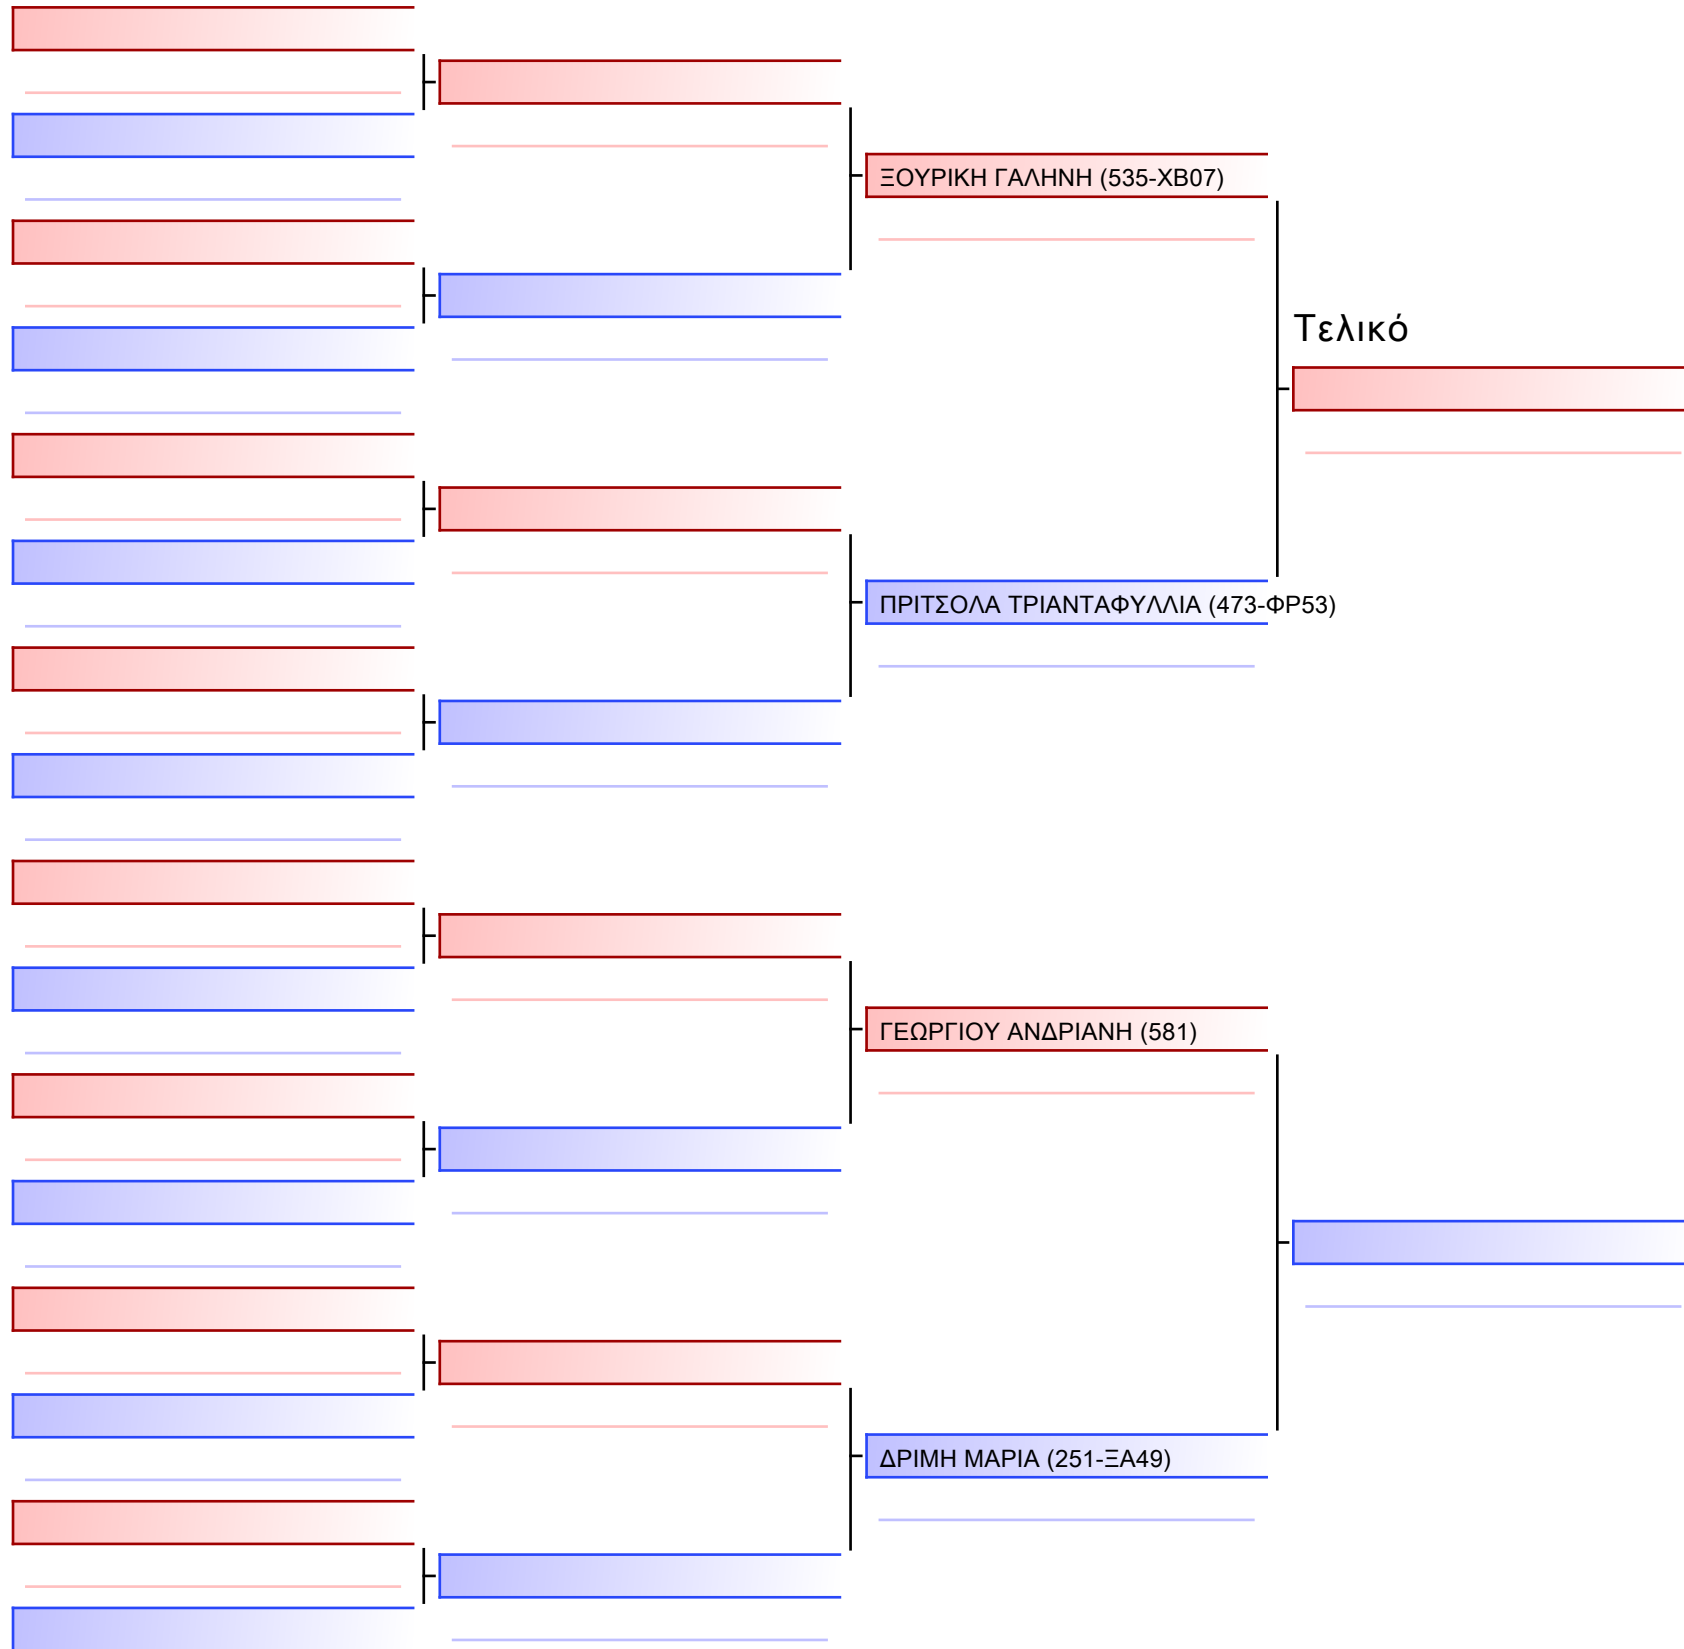 ΞΟΥΡΙΚΗ ΓΑΛΗΝΗ (535-ΧΒ07)
Τελικό
ΠΡΙΤΣΟΛΑ ΤΡΙΑΝΤΑΦΥΛΛΙΑ (473-ΦΡ53)
ΓΕΩΡΓΙΟΥ ΑΝΔΡΙΑΝΗ (581)
ΔΡΙΜΗ ΜΑΡΙΑ (251-ΞΑ49)